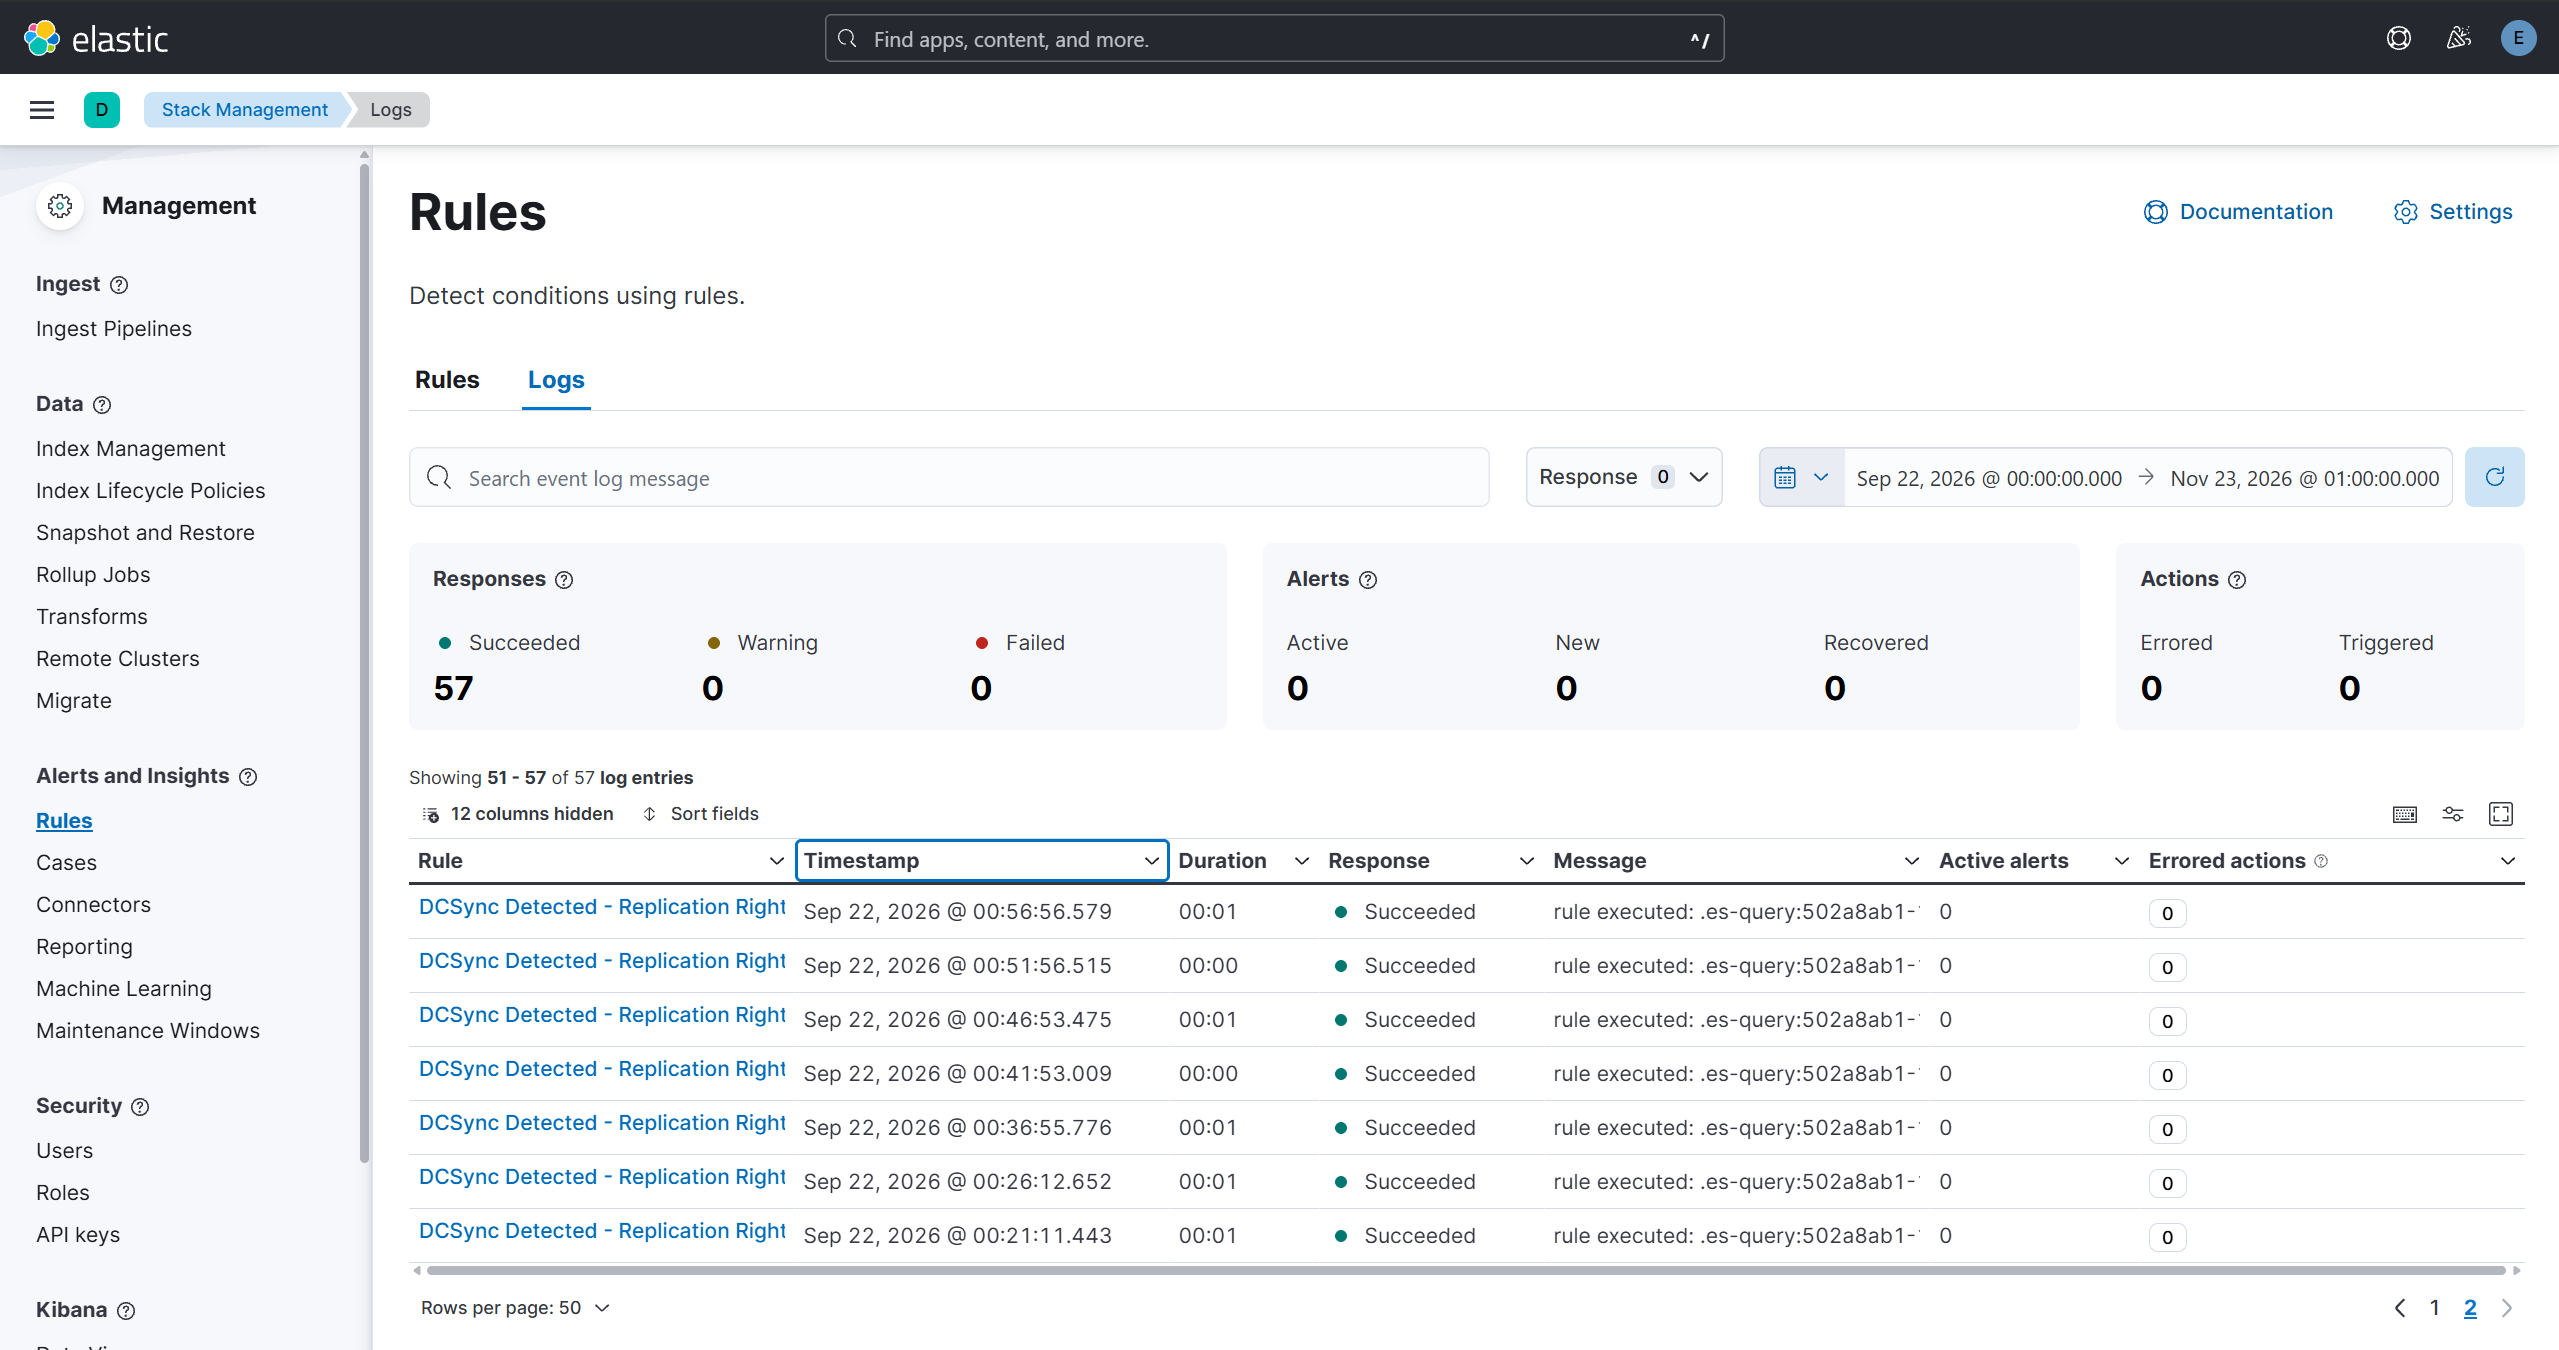 elastic
Find apps, content, and more.
^/
E
D
Stack Management
Logs
Management
Ingest
Ingest Pipelines
Data
Index Management
Index Lifecycle Policies
Snapshot and Restore
Rollup Jobs
Transforms
Remote Clusters
Migrate
Alerts and Insights
Rules
Cases
Connectors
Reporting
Machine Learning
Maintenance Windows
Security
Users
Roles
API keys
Kibana
Rules
Documentation
Settings
Detect conditions using rules.
Rules
Logs
Search event log message
Response 0
Sep 22, 2026 @ 00:00:00.000 → Nov 23, 2026 @ 01:00:00.000
Responses
Succeeded
57
Warning
0
Failed
0
Alerts
Active
0
New
0
Recovered
0
Actions
Errored
0
Triggered
0
Showing 51 - 57 of 57 log entries
12 columns hidden
Sort fields
Rule Timestamp Duration Response Message Active alerts Errored actions
DCSync Detected - Replication Right Sep 22, 2026 @ 00:56:56.579 00:01 Succeeded rule executed: .es-query:502a8ab1- 0 0
DCSync Detected - Replication Right Sep 22, 2026 @ 00:51:56.515 00:00 Succeeded rule executed: .es-query:502a8ab1- 0 0
DCSync Detected - Replication Right Sep 22, 2026 @ 00:46:53.475 00:01 Succeeded rule executed: .es-query:502a8ab1- 0 0
DCSync Detected - Replication Right Sep 22, 2026 @ 00:41:53.009 00:00 Succeeded rule executed: .es-query:502a8ab1- 0 0
DCSync Detected - Replication Right Sep 22, 2026 @ 00:36:55.776 00:01 Succeeded rule executed: .es-query:502a8ab1- 0 0
DCSync Detected - Replication Right Sep 22, 2026 @ 00:26:12.652 00:01 Succeeded rule executed: .es-query:502a8ab1- 0 0
DCSync Detected - Replication Right Sep 22, 2026 @ 00:21:11.443 00:01 Succeeded rule executed: .es-query:502a8ab1- 0 0
Rows per page: 50
1 2